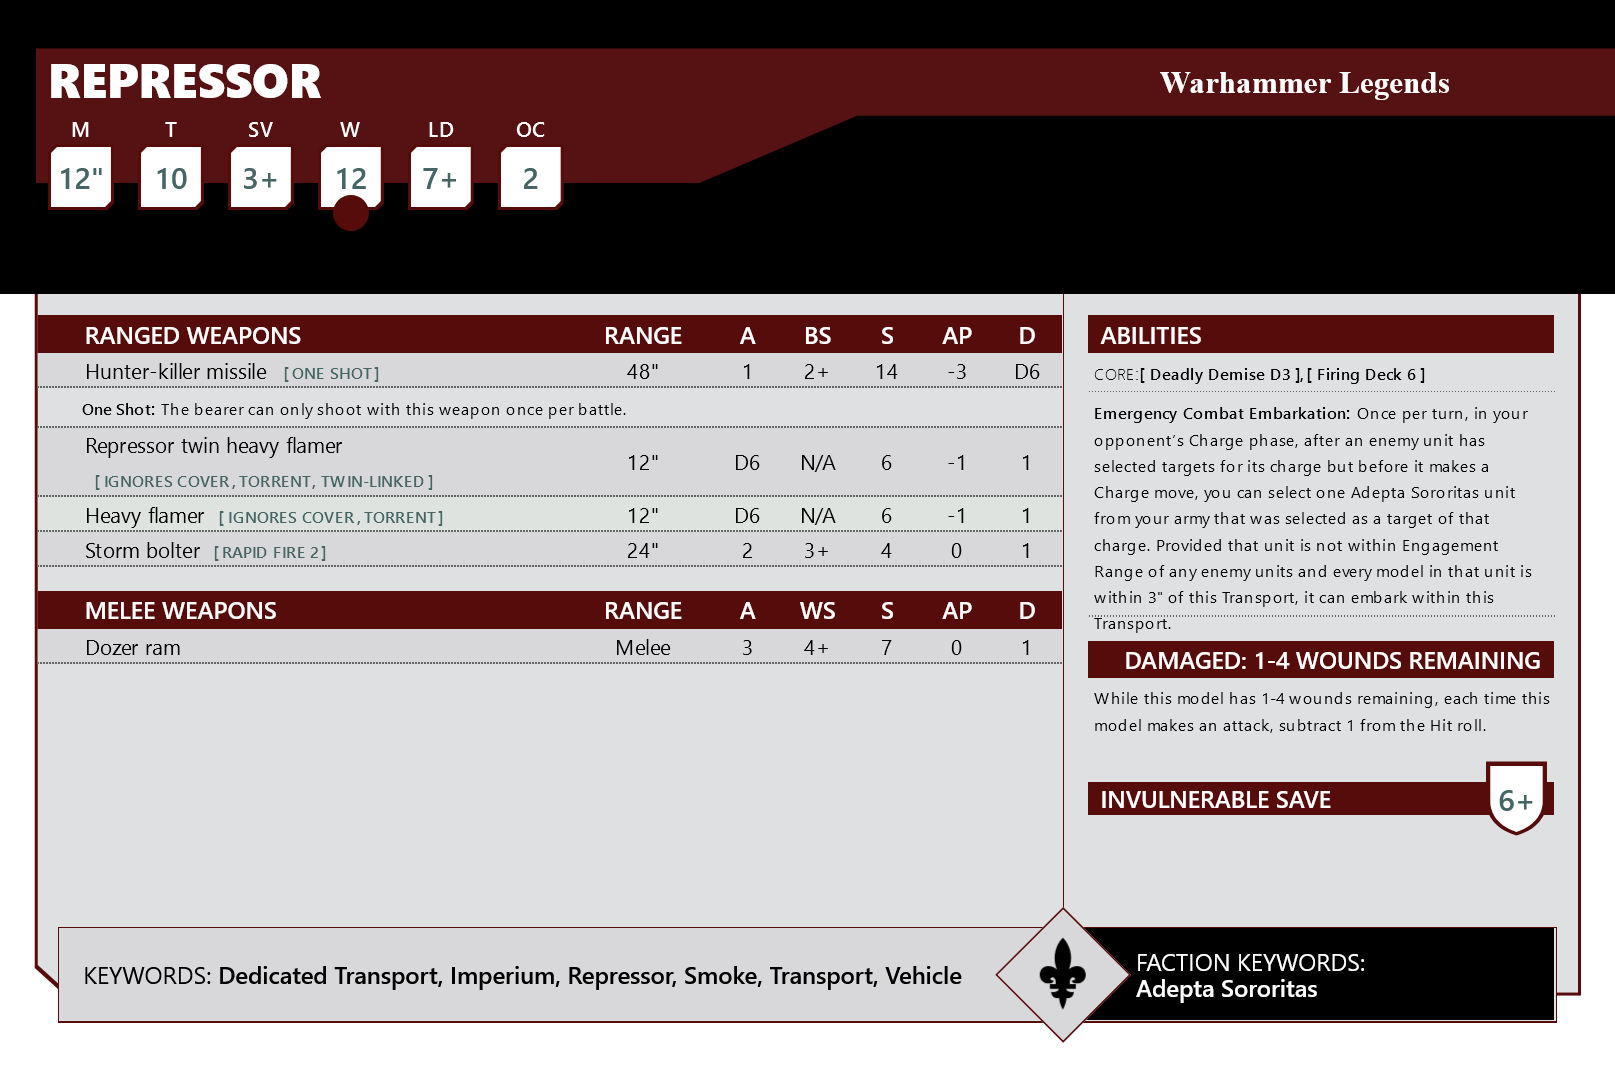 REPRESSOR
Warhammer Legends
M T SV W LD OC
12" 10 3+ 12 7+ 2
RANGED WEAPONS RANGE A BS S AP D
Hunter-killer missile [ONE SHOT] 48" 1 2+ 14 -3 D6
One Shot: The bearer can only shoot with this weapon once per battle.
Repressor twin heavy flamer
[IGNORES COVER, TORRENT, TWIN-LINKED] 12" D6 N/A 6 -1 1
Heavy flamer [IGNORES COVER, TORRENT] 12" D6 N/A 6 -1 1
Storm bolter [RAPID FIRE 2] 24" 2 3+ 4 0 1
MELEE WEAPONS RANGE A WS S AP D
Dozer ram Melee 3 4+ 7 0 1
ABILITIES
CORE:[ Deadly Demise D3 ],[ Firing Deck 6 ]
Emergency Combat Embarkation: Once per turn, in your
opponent’s Charge phase, after an enemy unit has
selected targets for its charge but before it makes a
Charge move, you can select one Adepta Sororitas unit
from your army that was selected as a target of that
charge. Provided that unit is not within Engagement
Range of any enemy units and every model in that unit is
within 3" of this Transport, it can embark within this
Transport.
DAMAGED: 1-4 WOUNDS REMAINING
While this model has 1-4 wounds remaining, each time this
model makes an attack, subtract 1 from the Hit roll.
INVULNERABLE SAVE 6+
KEYWORDS: Dedicated Transport, Imperium, Repressor, Smoke, Transport, Vehicle
FACTION KEYWORDS:
Adepta Sororitas